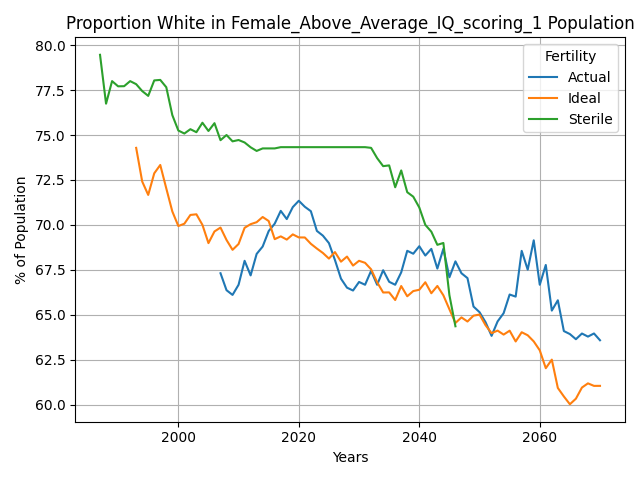 Proportion White in Female_Above_Average_IQ_scoring_1 Population
80.0
77.5
75.0
72.5
70.0
67.5
65.0
62.5
60.0
% of Population
Fertility
Actual
Ideal
Sterile
2000
2020
2040
2060
Years